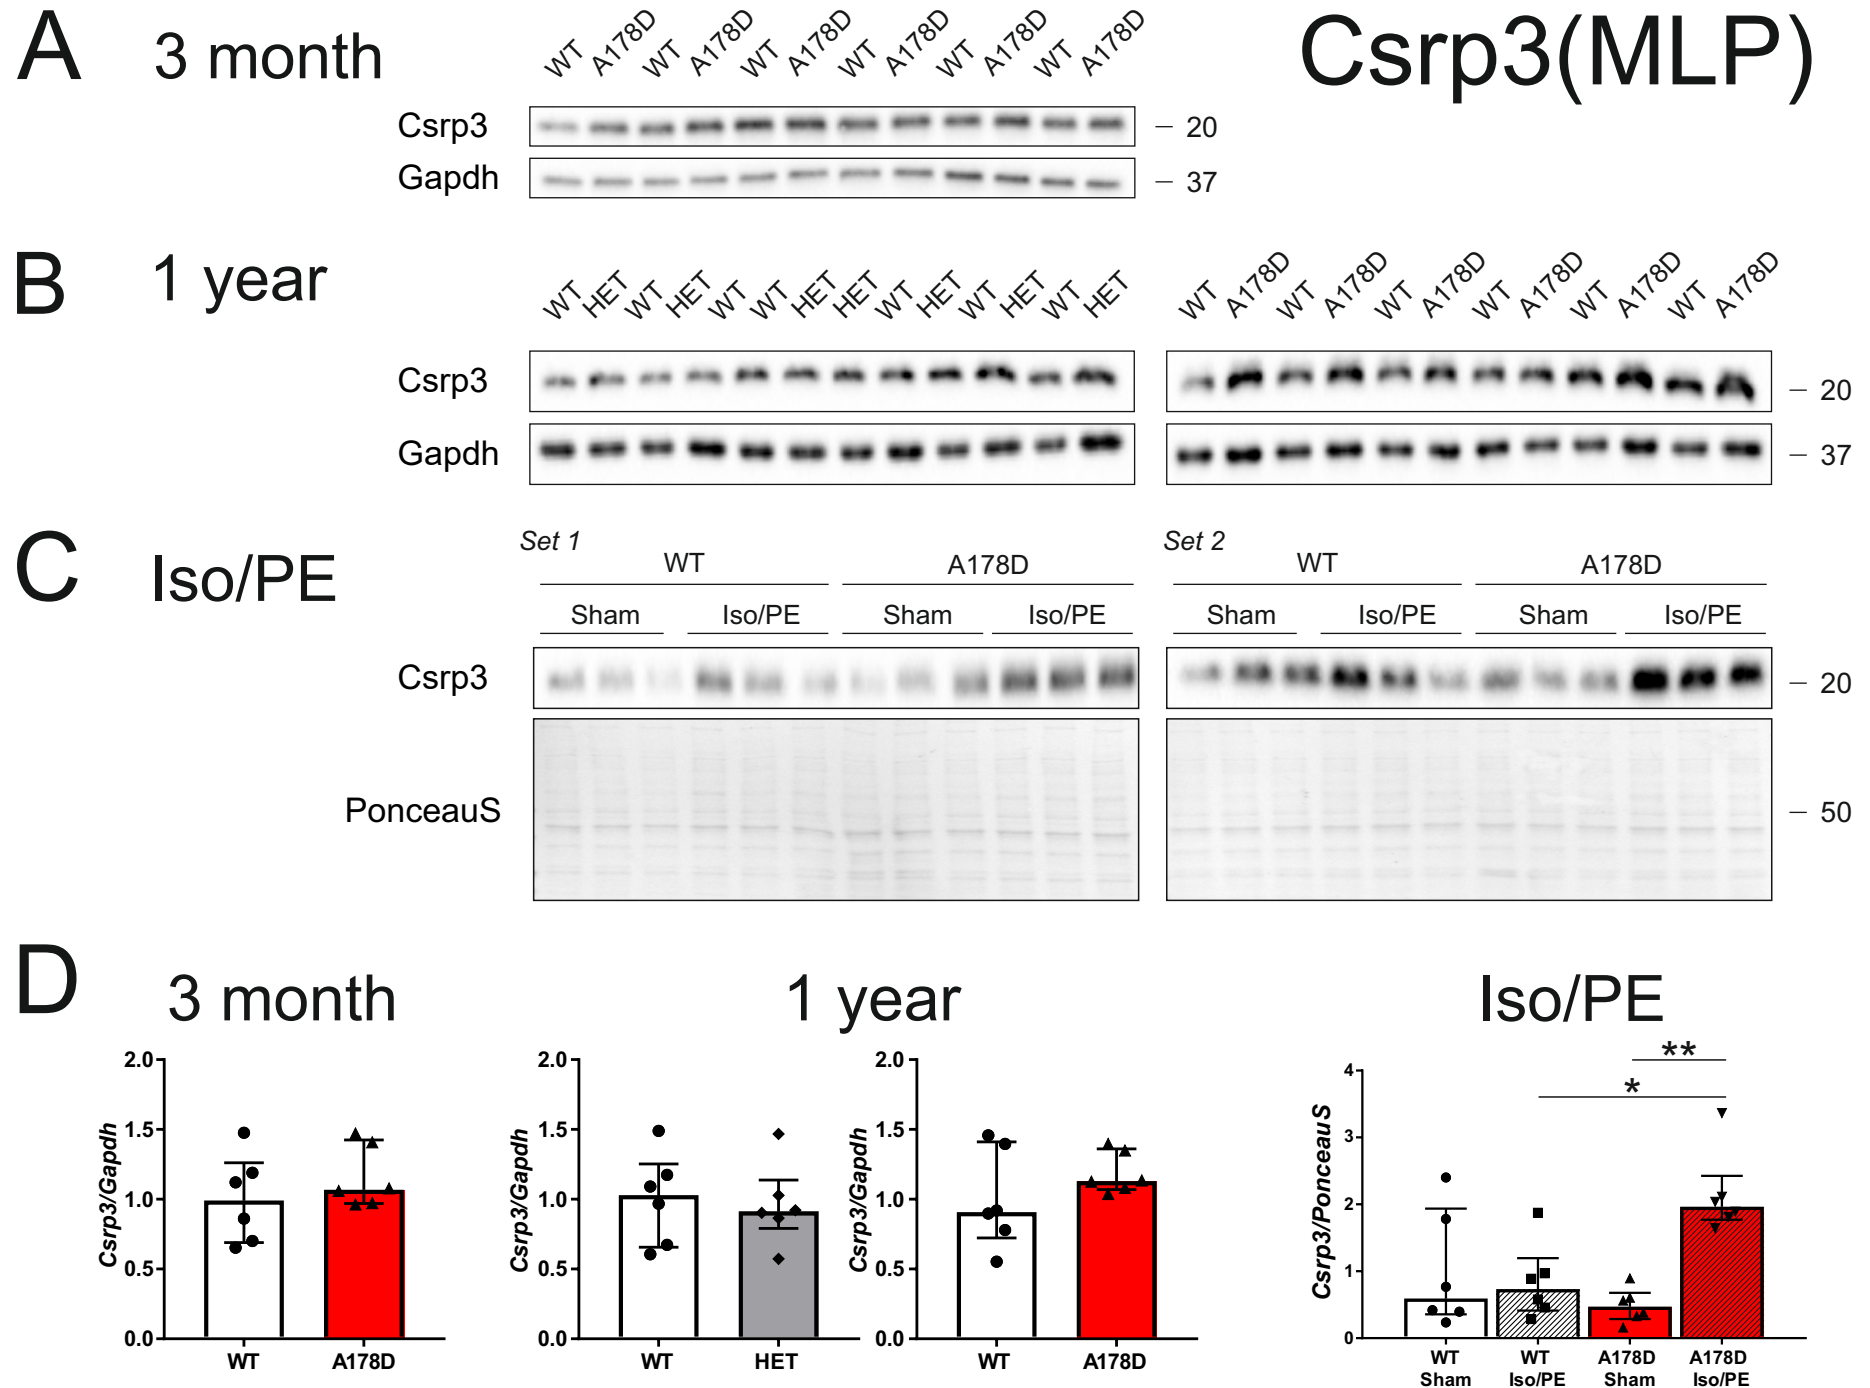 A 3 month
Csrp3(MLP)
WT A178D WT A178D WT A178D WT A178D WT A178D WT A178D
Csrp3
20
Gapdh
37
B 1 year
WT HET WT HET WT WT HET HET WT HET WT HET WT HET
WT A178D WT A178D WT A178D WT A178D WT A178D WT A178D
Csrp3
20
Gapdh
37
C Iso/PE
Set 1
WT A178D
Sham Iso/PE Sham Iso/PE
Set 2
WT A178D
Sham Iso/PE Sham Iso/PE
Csrp3
20
PonceauS
50
D 3 month
1 year
Iso/PE
Csrp3/Gapdh
2.0
1.5
1.0
0.5
0.0
WT A178D
Csrp3/Gapdh
2.0
1.5
1.0
0.5
0.0
WT HET
Csrp3/Gapdh
2.0
1.5
1.0
0.5
0.0
WT A178D
Csrp3/PonceauS
4
3
2
1
0
**
*
WT WT A178D A178D
Sham Iso/PE Sham Iso/PE